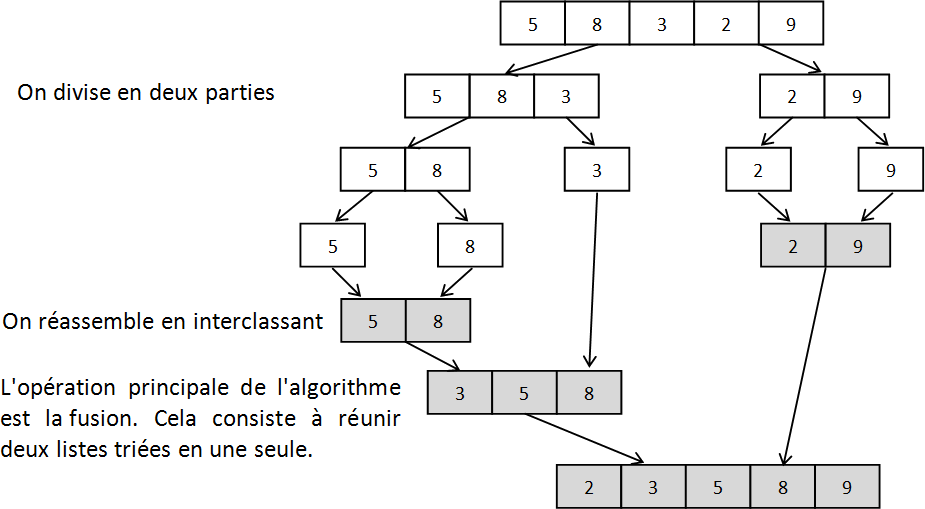 5 8 3 2 9
On divise en deux parties
5 8 3 2 9
5 8 3 2 9
5 8 2 9
On réassemble en interclassant
5 8
L'opération principale de l'algorithme
est la fusion. Cela consiste à réunir
deux listes triées en une seule.
3 5 8
2 3 5 8 9